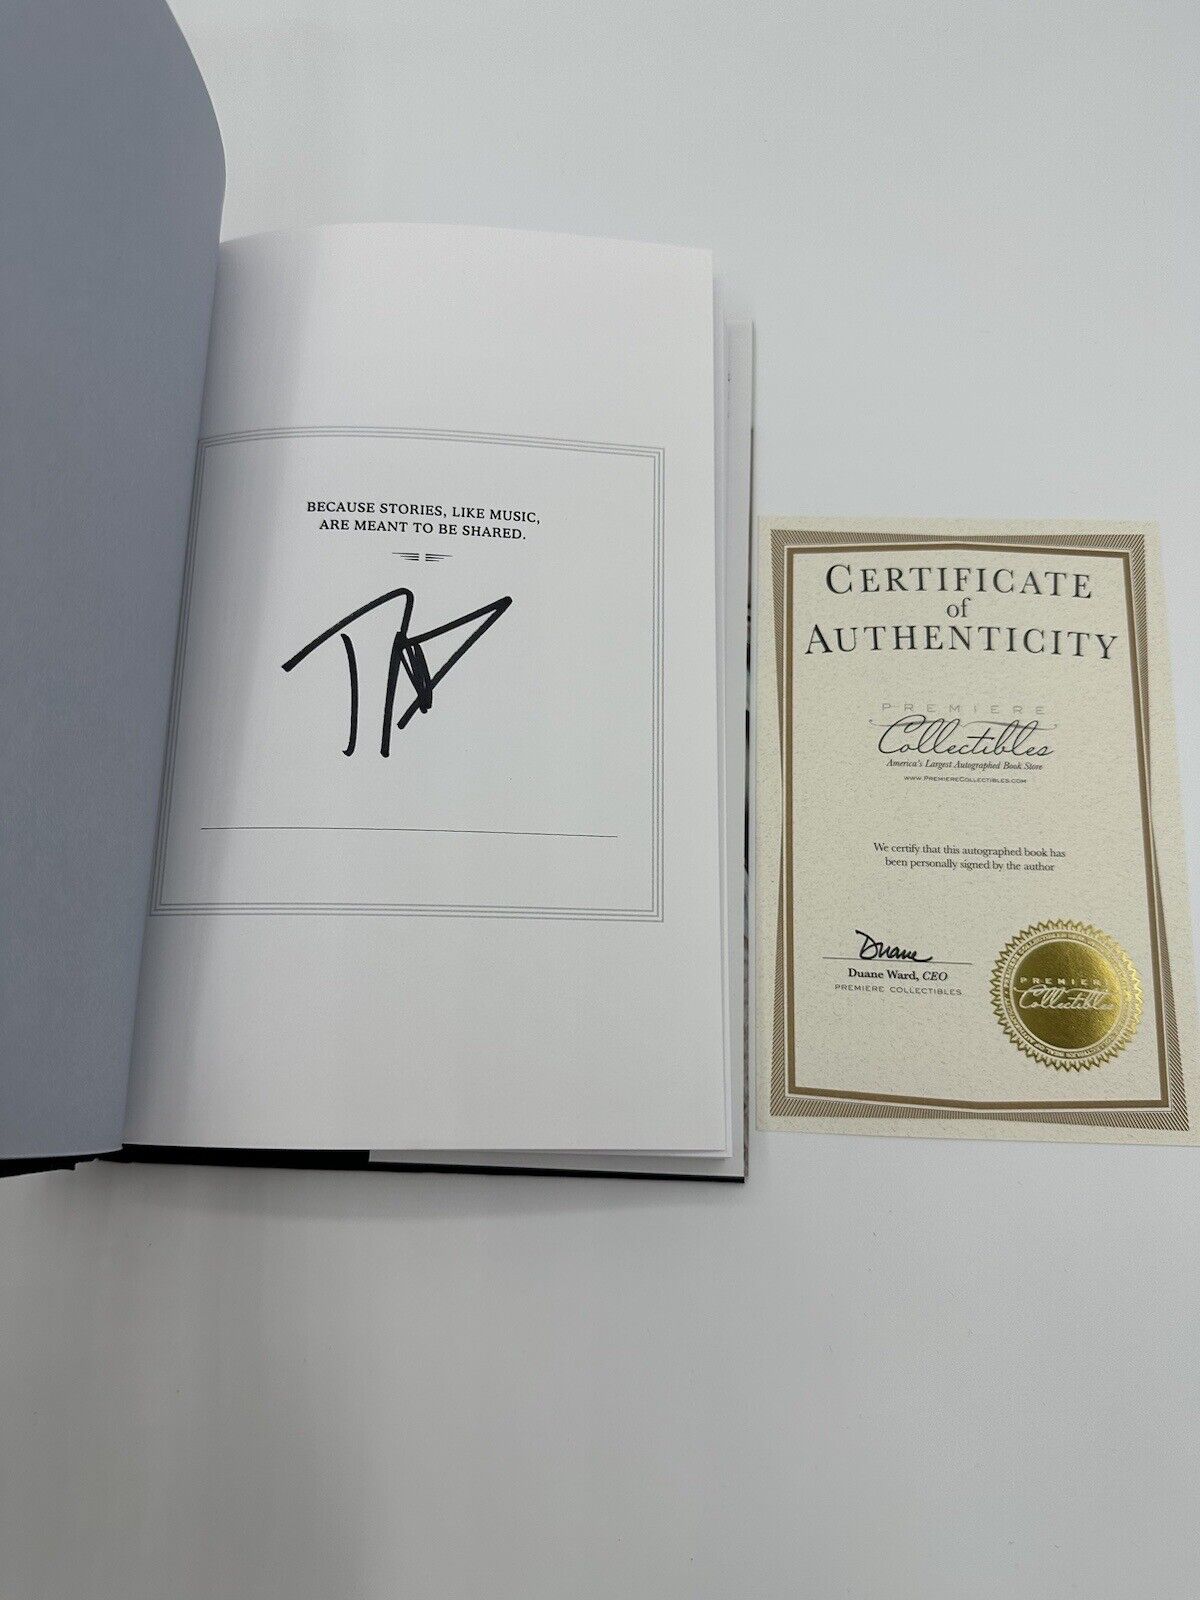 BECAUSE STORIES, LIKE MUSIC,
ARE MEANT TO BE SHARED.
CERTIFICATE
of
AUTHENTICITY
PREMIERE
Collectibles
America's Largest Autographed Book Store
WWW.PREMIERECOLLECTIBLES.COM
We certify that this autographed book has
been personally signed by the author
Duane
Duane Ward, CEO
PREMIERE COLLECTIBLES
PREMIERE
Collectibles